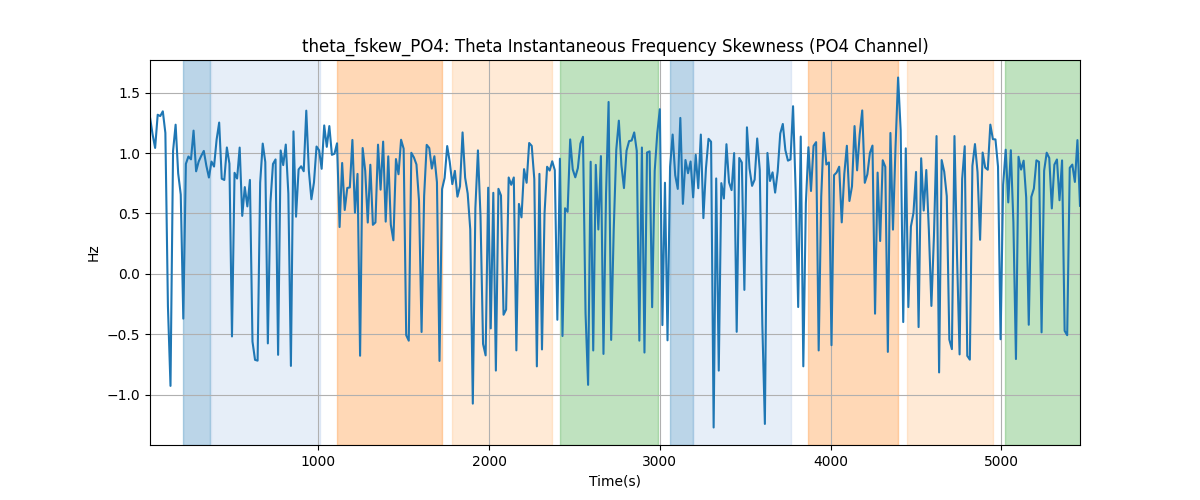 theta_fskew_PO4: Theta Instantaneous Frequency Skewness (PO4 Channel)
1.5
1.0
0.5
0.0
−0.5
−1.0
Hz
1000 2000 3000 4000 5000
Time(s)